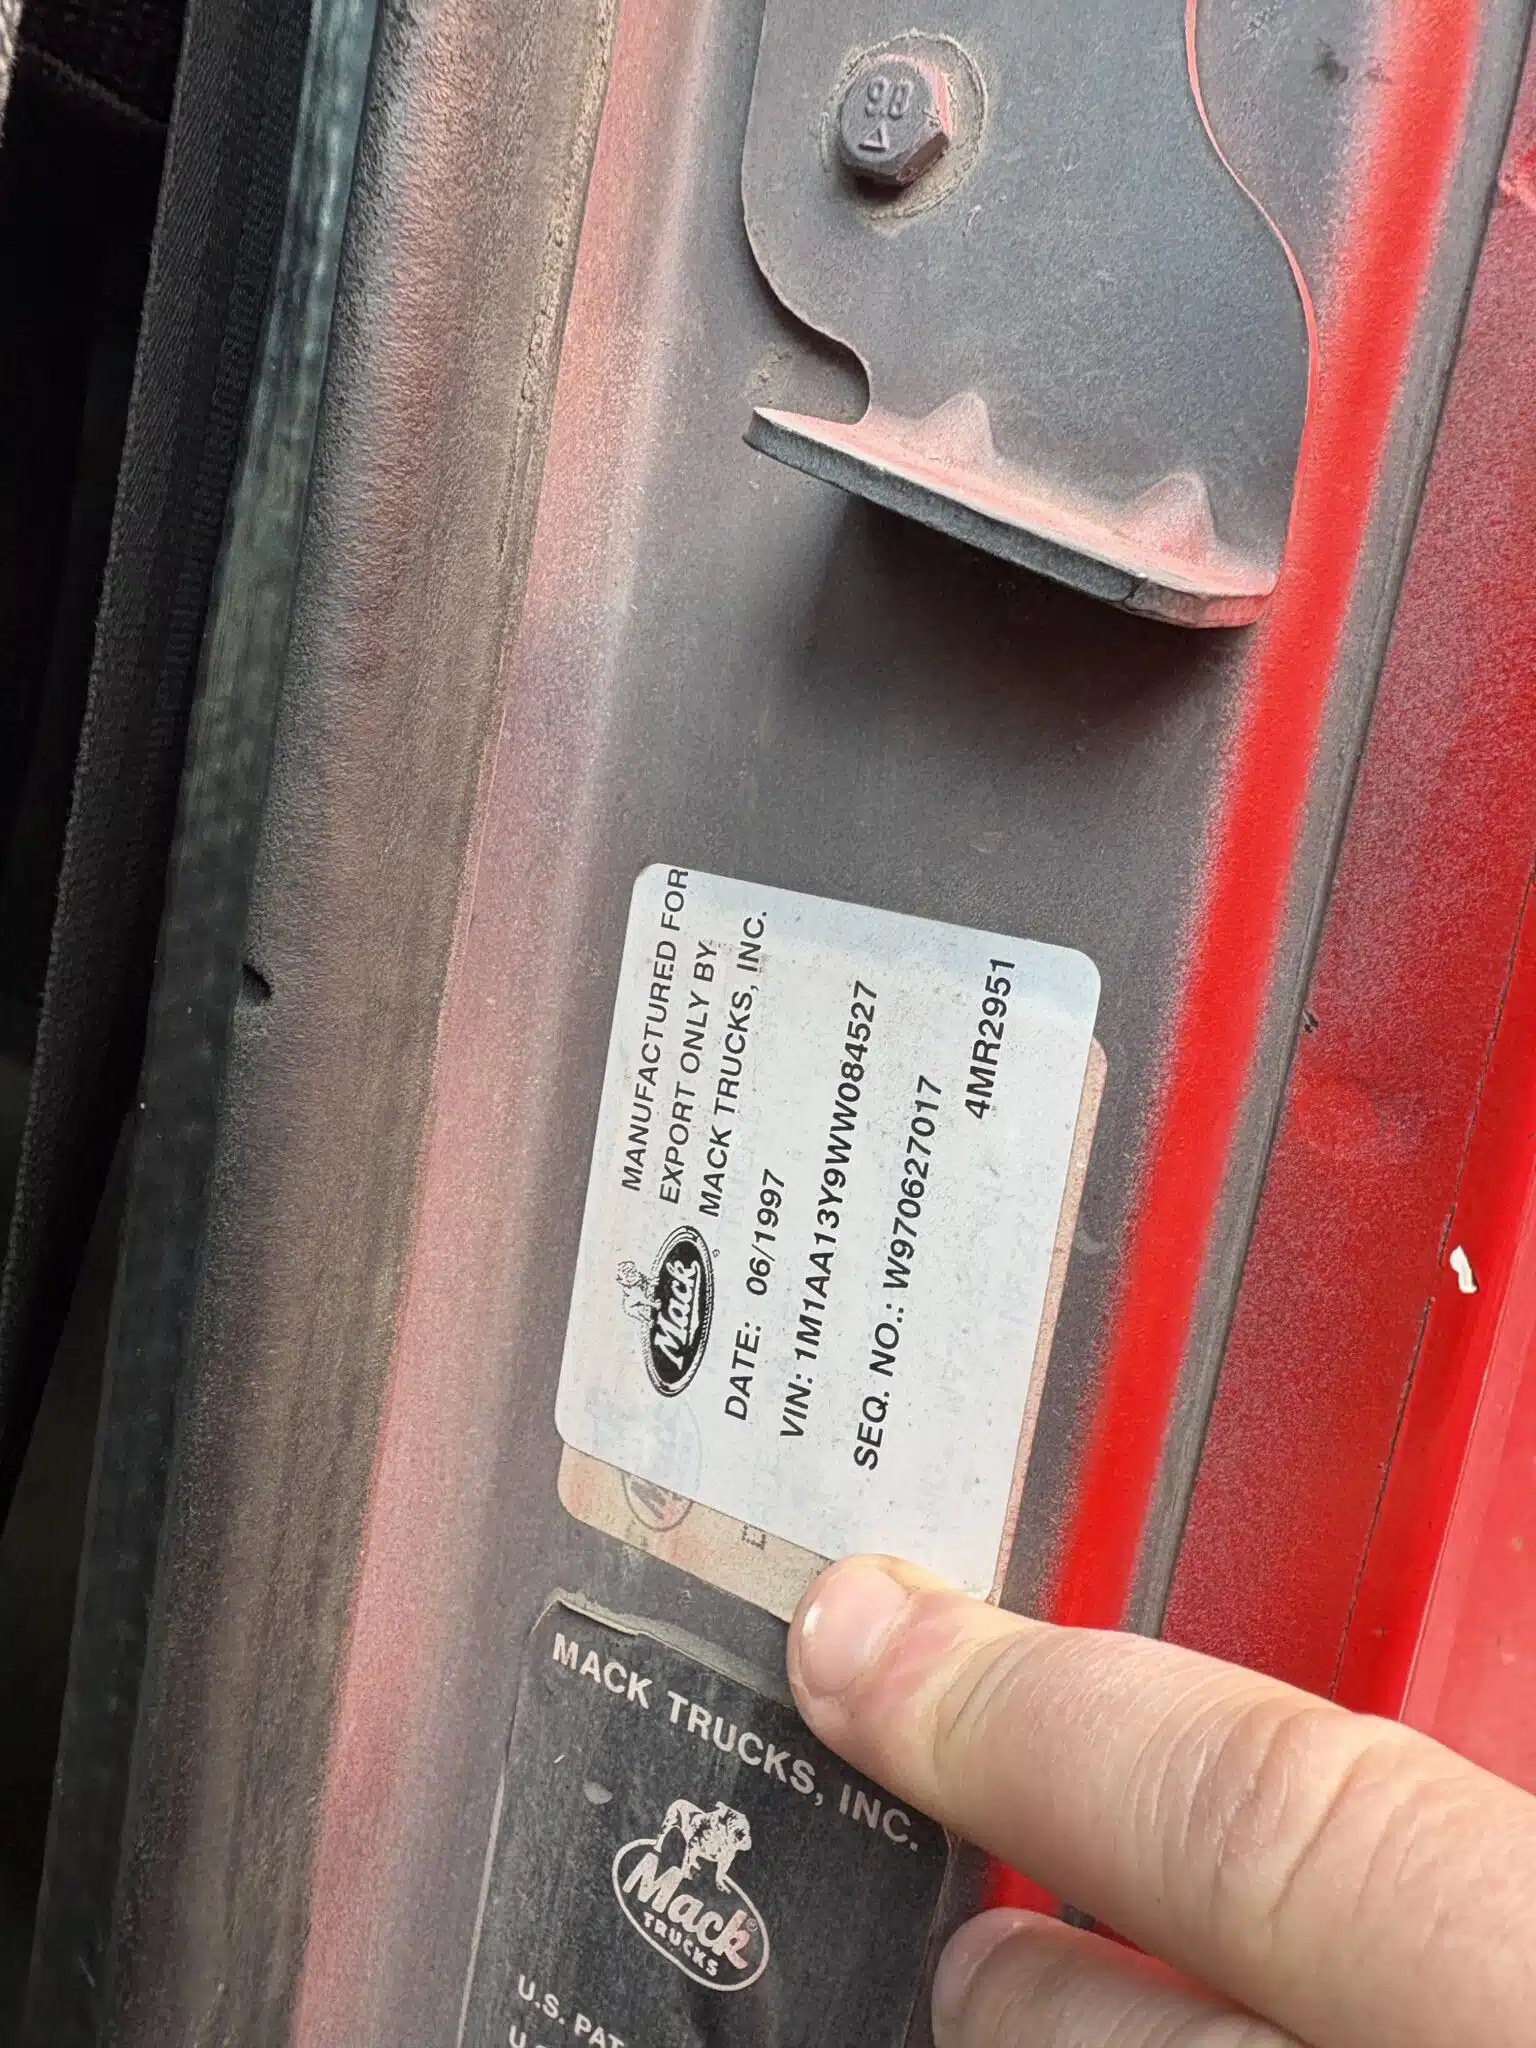 98
MANUFACTURED FOR
EXPORT ONLY BY
MACK TRUCKS, INC.
Mack
DATE: 06/1997
VIN: 1M1AA13Y9WW084527
SEQ. NO.: W970627017
4MR2951
MACK TRUCKS, INC.
Mack
TRUCKS
U.S. PAT